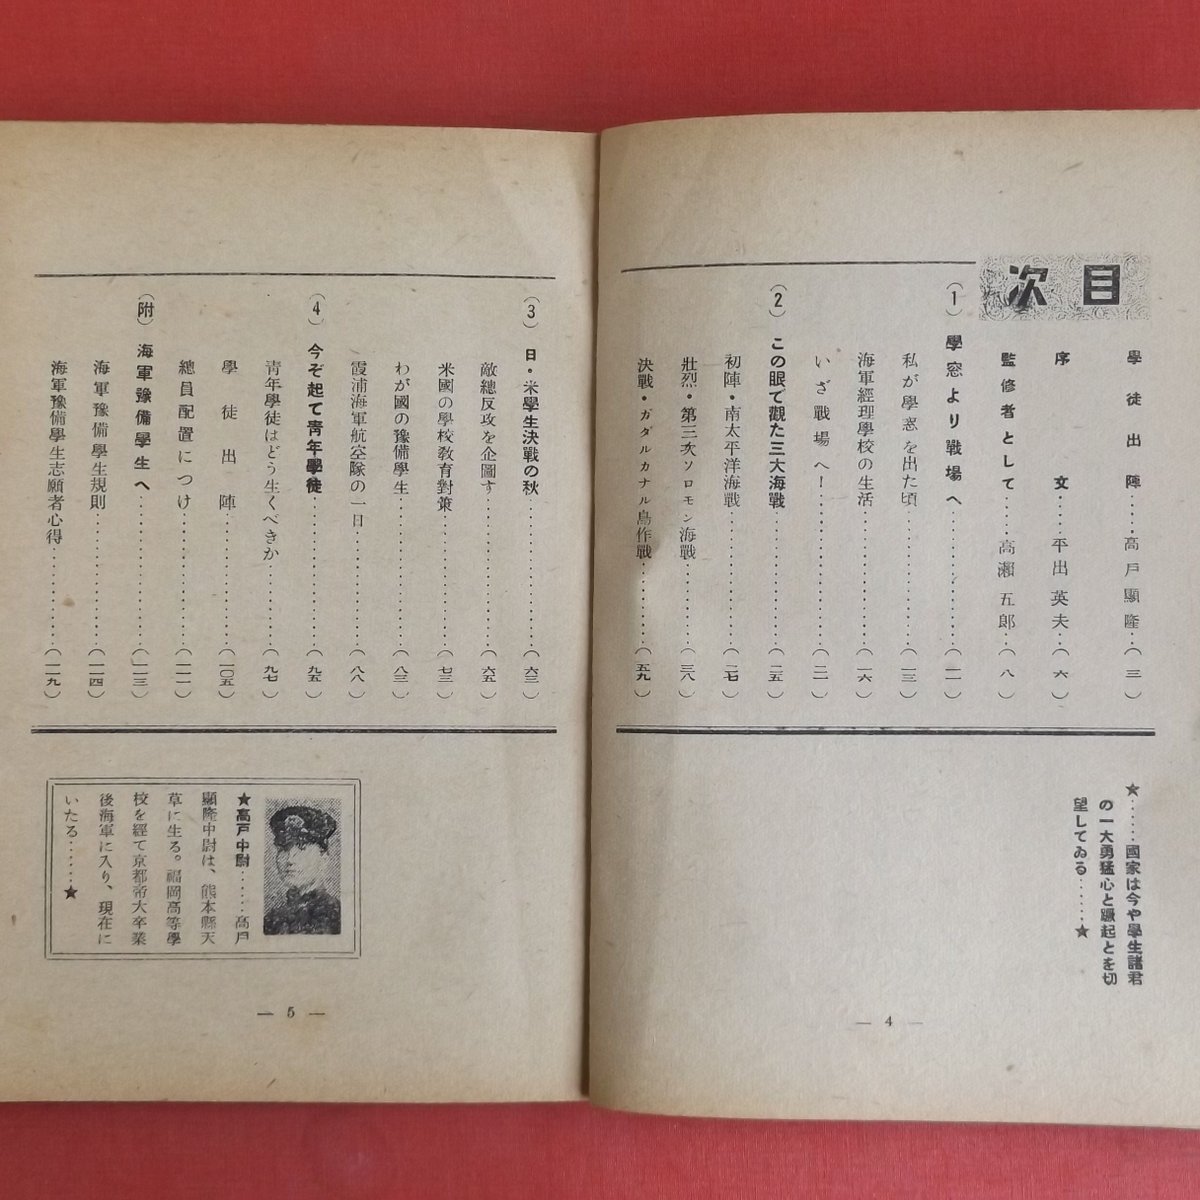 目次
學徒出陣……高戸顯隆…(三)
序文…平出英夫…(六)
監修者として……高瀬五郎…(八)
(1) 學窓より戰場へ…………(一一)
私が學窓を出た頃…………(一三)
海軍經理學校の生活…………(一六)
いざ戰場へ!…………(二一)
(2) この眼で觀た三大海戰…………(二五)
初陣・南太平洋海戰…………(二七)
壯烈・第三次ソロモン海戰…………(三八)
決戰・ガダルカナル島作戰…………(五九)
★……國家は今や學生諸君
の一大勇猛心と蹶起とを切
望してゐる……★
— 4 —
(3) 日・米學生決戰の秋…………(六三)
敵總反攻を企圖す…………(六五)
米國の學校教育對策…………(七三)
わが國の豫備學生…………(八三)
霞浦海軍航空隊の一日…………(八八)
(4) 今ぞ起て靑年學徒…………(九五)
靑年學徒はどう生くべきか…………(九七)
學徒出陣…………(一〇五)
總員配置につけ…………(一一一)
(附) 海軍豫備學生へ…………(一一三)
海軍豫備學生規則…………(一一四)
海軍豫備學生志願者心得…………(一一九)
★高戸中尉……高戸
顯隆中尉は、熊本縣天
草に生る。福岡高等學
校を經て京都帝大卒業
後海軍に入り、現在に
いたる……★
— 5 —